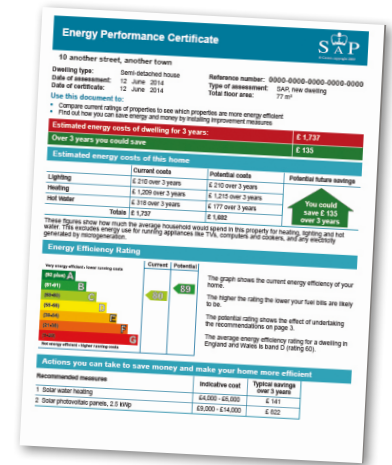 Energy Performance Certificate
SAP
10 another street, another town
Dwelling type: Semi-detached house
Date of assessment: 12 June 2014
Date of certificate: 12 June 2014
Reference number: 0000-0000-0000-0000-0000
Type of assessment: SAP, new dwelling
Total floor area: 77 m²
Use this document to:
• Compare current ratings of properties to see which properties are more energy efficient
• Find out how you can save energy and money by installing improvement measures
Estimated energy costs of dwelling for 3 years: £ 1,737
Over 3 years you could save £ 135
Estimated energy costs of this home
Current costs Potential costs Potential future savings
Lighting £ 210 over 3 years £ 210 over 3 years
Heating £ 1,209 over 3 years £ 1,215 over 3 years
Hot Water £ 318 over 3 years £ 177 over 3 years
Totals £ 1,737 £ 1,602
You could
save £ 135
over 3 years
These figures show how much the average household would spend in this property for heating, lighting and hot
water. This excludes energy use for running appliances like TVs, computers and cookers, and any electricity
generated by microgeneration.
Energy Efficiency Rating
Current Potential
Very energy efficient - lower running costs
(92 plus) A
(81-91) B
C
D
E
F
G
89
Not energy efficient - higher running costs
The graph shows the current energy efficiency of your
home.
The higher the rating the lower your fuel bills are likely
to be.
The potential rating shows the effect of undertaking
the recommendations on page 3.
The average energy efficiency rating for a dwelling in
England and Wales is band D (rating 60).
Actions you can take to save money and make your home more efficient
Recommended measures Indicative cost Typical savings
over 3 years
1 Solar water heating £4,000 - £6,000 £ 141
2 Solar photovoltaic panels, 2.5 kWp £9,000 - £14,000 £ 622